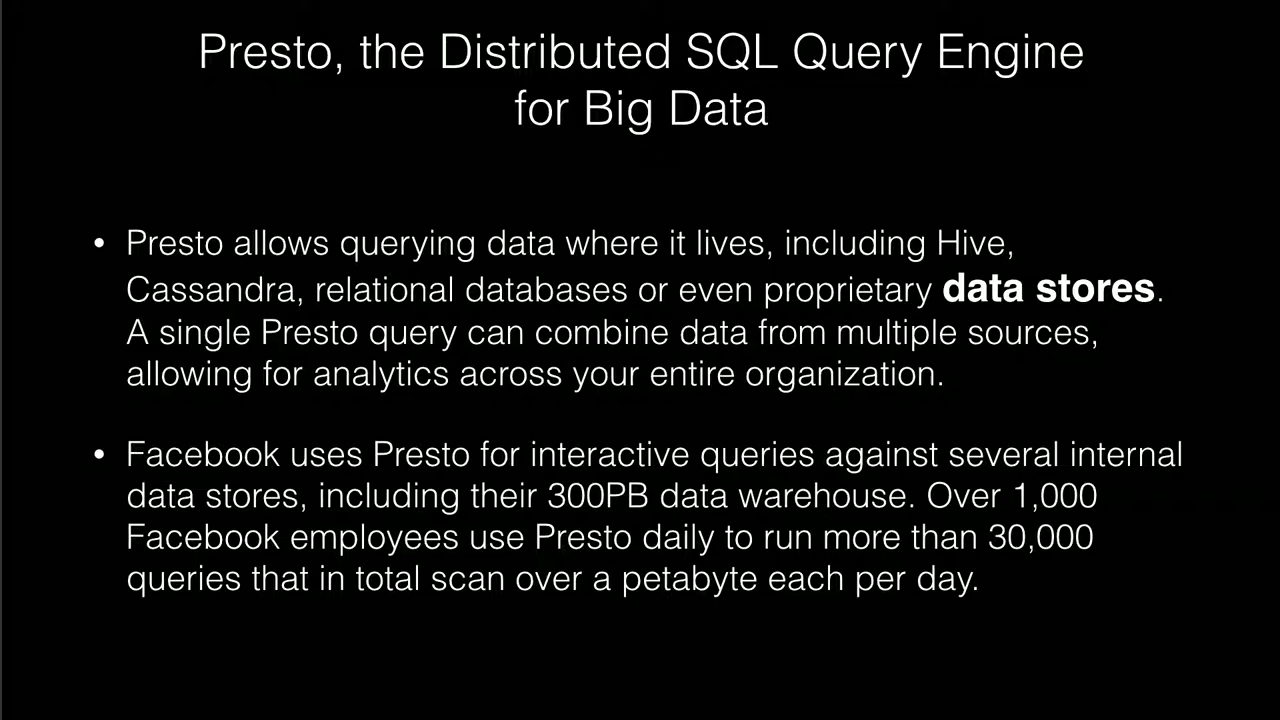 Presto, the Distributed SQL Query Engine
for Big Data
• Presto allows querying data where it lives, including Hive,
Cassandra, relational databases or even proprietary data stores.
A single Presto query can combine data from multiple sources,
allowing for analytics across your entire organization.
• Facebook uses Presto for interactive queries against several internal
data stores, including their 300PB data warehouse. Over 1,000
Facebook employees use Presto daily to run more than 30,000
queries that in total scan over a petabyte each per day.